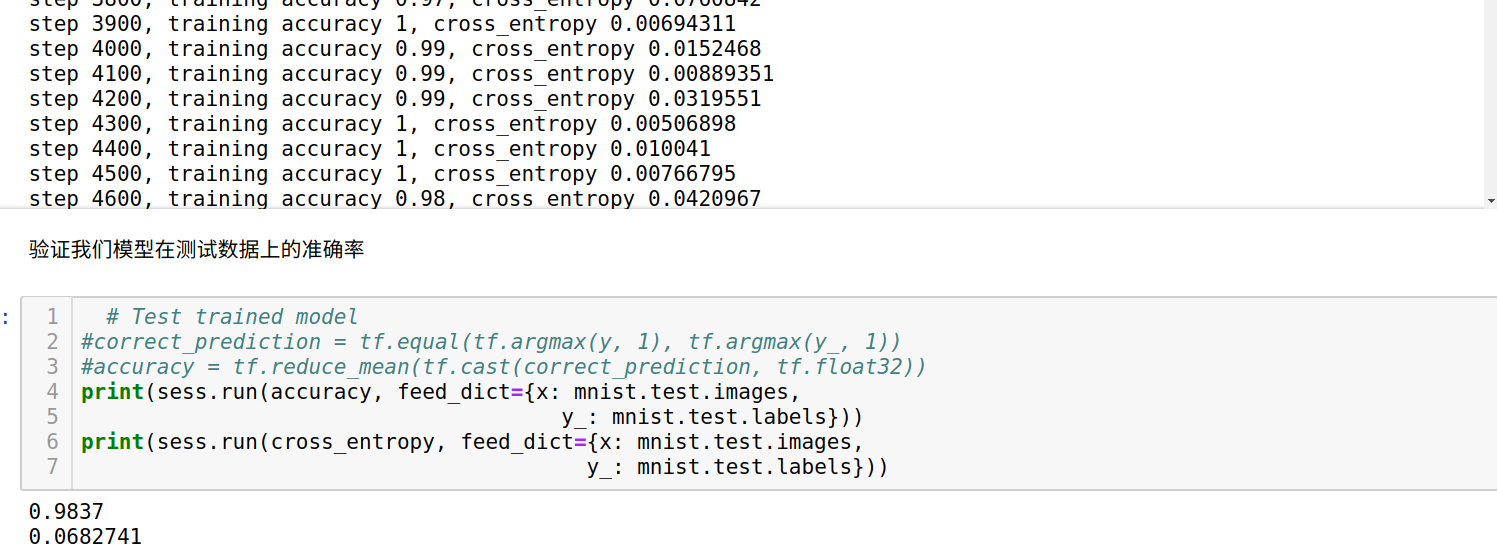 step 3800, training accuracy 0.97, cross_entropy 0.0760842
step 3900, training accuracy 1, cross_entropy 0.00694311
step 4000, training accuracy 0.99, cross_entropy 0.0152468
step 4100, training accuracy 0.99, cross_entropy 0.00889351
step 4200, training accuracy 0.99, cross_entropy 0.0319551
step 4300, training accuracy 1, cross_entropy 0.00506898
step 4400, training accuracy 1, cross_entropy 0.010041
step 4500, training accuracy 1, cross_entropy 0.00766795
step 4600, training accuracy 0.98, cross_entropy 0.0420967
验证我们模型在测试数据上的准确率
:
1 # Test trained model
2 #correct_prediction = tf.equal(tf.argmax(y, 1), tf.argmax(y_, 1))
3 #accuracy = tf.reduce_mean(tf.cast(correct_prediction, tf.float32))
4 print(sess.run(accuracy, feed_dict={x: mnist.test.images,
5 y_: mnist.test.labels}))
6 print(sess.run(cross_entropy, feed_dict={x: mnist.test.images,
7 y_: mnist.test.labels}))
0.9837
0.0682741